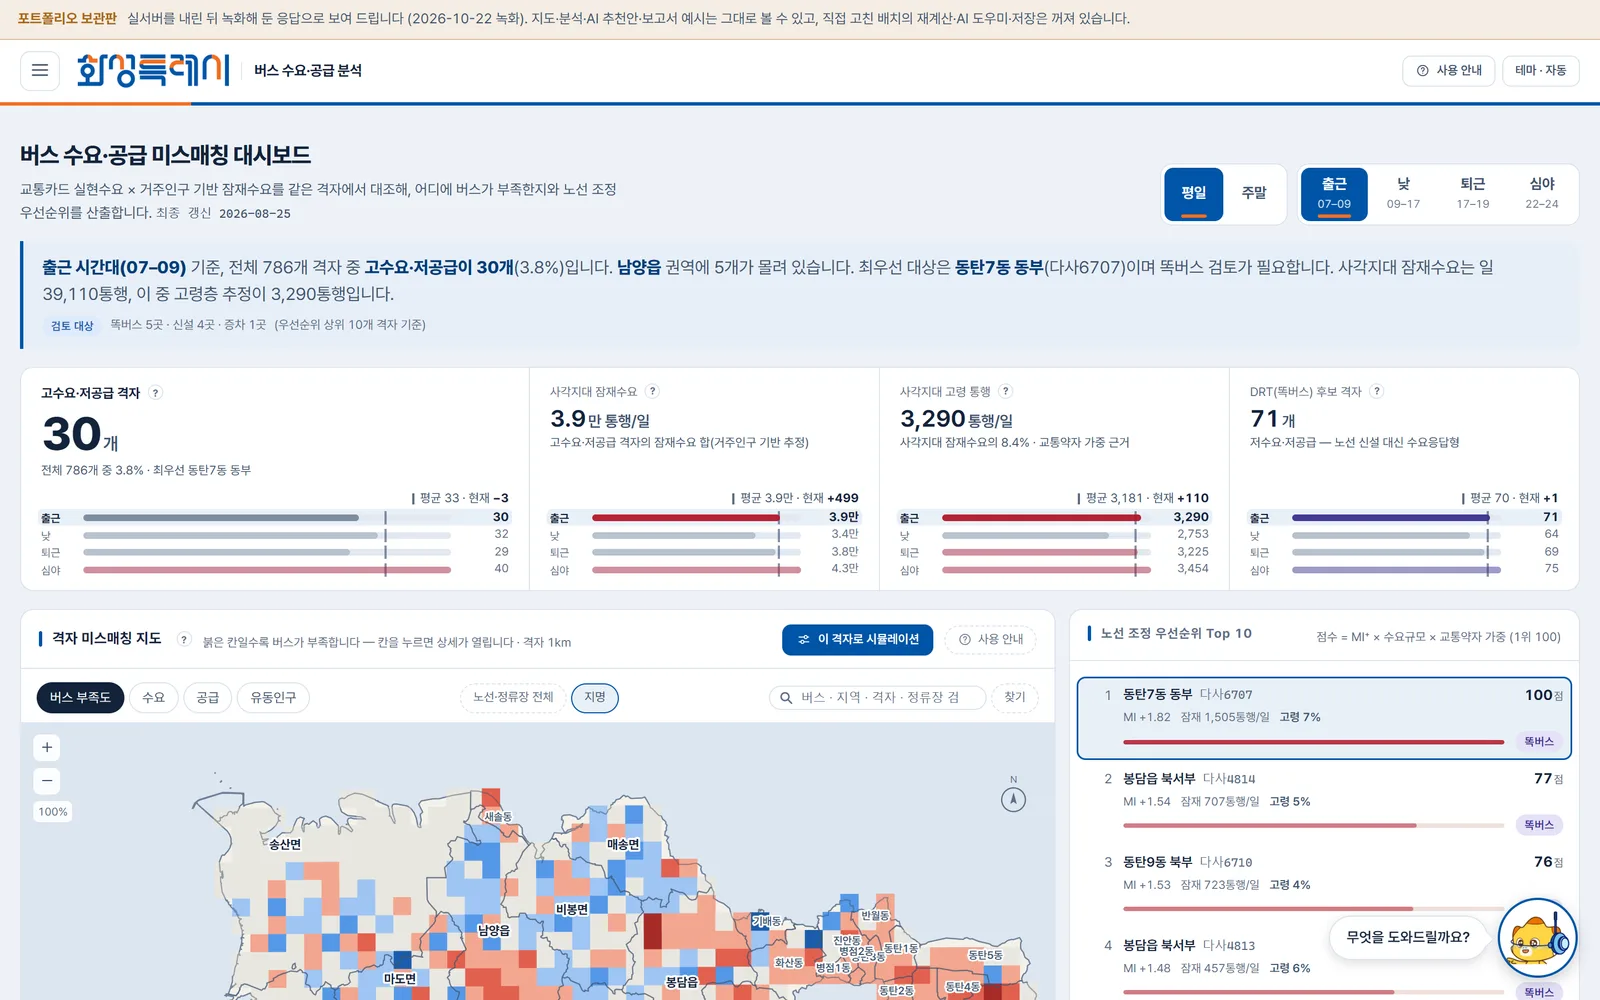 포트폴리오 보관판 실서버를 내린 뒤 녹화해 둔 응답으로 보여 드립니다 (2026-10-22 녹화). 지도·분석·AI 추천안·보고서 예시는 그대로 볼 수 있고, 직접 고친 배치의 재계산·AI 도우미·저장은 꺼져 있습니다.
화성특례시 버스 수요·공급 분석
사용 안내
테마 · 자동
버스 수요·공급 미스매칭 대시보드
교통카드 실현수요 × 거주인구 기반 잠재수요를 같은 격자에서 대조해, 어디에 버스가 부족한지와 노선 조정
우선순위를 산출합니다. 최종 갱신 2026-08-25
평일 주말
출근 낮 퇴근 심야
07–09 09–17 17–19 22–24
출근 시간대(07–09) 기준, 전체 786개 격자 중 고수요·저공급이 30개(3.8%)입니다. 남양읍 권역에 5개가 몰려 있습니다. 최우선 대상은 동탄7동 동부(다사6707)이며 똑버스 검토가 필요합니다. 사각지대 잠재수요는 일
39,110통행, 이 중 고령층 추정이 3,290통행입니다.
검토 대상 똑버스 5곳 · 신설 4곳 · 증차 1곳 (우선순위 상위 10개 격자 기준)
고수요·저공급 격자 ?
30개
전체 786개 중 3.8% · 최우선 동탄7동 동부
평균 33 · 현재 −3
출근 30
낮 32
퇴근 29
심야 40
사각지대 잠재수요 ?
3.9만 통행/일
고수요·저공급 격자의 잠재수요 합(거주인구 기반 추정)
평균 3.9만 · 현재 +499
출근 3.9만
낮 3.4만
퇴근 3.8만
심야 4.3만
사각지대 고령 통행 ?
3,290통행/일
사각지대 잠재수요의 8.4% · 교통약자 가중 근거
평균 3,181 · 현재 +110
출근 3,290
낮 2,753
퇴근 3,225
심야 3,454
DRT(똑버스) 후보 격자 ?
71개
저수요·저공급 — 노선 신설 대신 수요응답형
평균 70 · 현재 +1
출근 71
낮 64
퇴근 69
심야 75
격자 미스매칭 지도 ? 붉은 칸일수록 버스가 부족합니다 — 칸을 누르면 상세가 열립니다 · 격자 1km
이 격자로 시뮬레이션
사용 안내
버스 부족도 수요 공급 유동인구
노선·정류장 전체 지명
버스 · 지역 · 격자 · 정류장 검
찾기
+
−
100%
N
새솔동
송산면
매송면
비봉면
남양읍
마도면
기배동
반월동
진안동
병점2동
동탄1동
화산동
병점1동
동탄5동
봉담읍
동탄2동
동탄4동
노선 조정 우선순위 Top 10
점수 = MI⁺ × 수요규모 × 교통약자 가중 (1위 100)
1 동탄7동 동부 다사6707 100점
MI +1.82 잠재 1,505통행/일 고령 7%
똑버스
2 봉담읍 북서부 다사4814 77점
MI +1.54 잠재 707통행/일 고령 5%
똑버스
3 동탄9동 북부 다사6710 76점
MI +1.53 잠재 723통행/일 고령 4%
4 봉담읍 북서부 다사4813
MI +1.48 잠재 457통행/일 고령 6%
똑버스
무엇을 도와드릴까요?